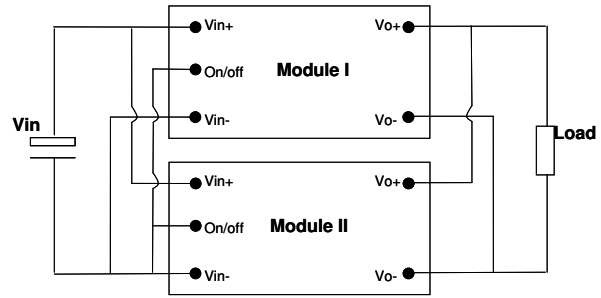 Vin+
Vo+
On/off
Module I
Vin-
Vo-
Vin
Load
Vin+
Vo+
On/off
Module II
Vin-
Vo-